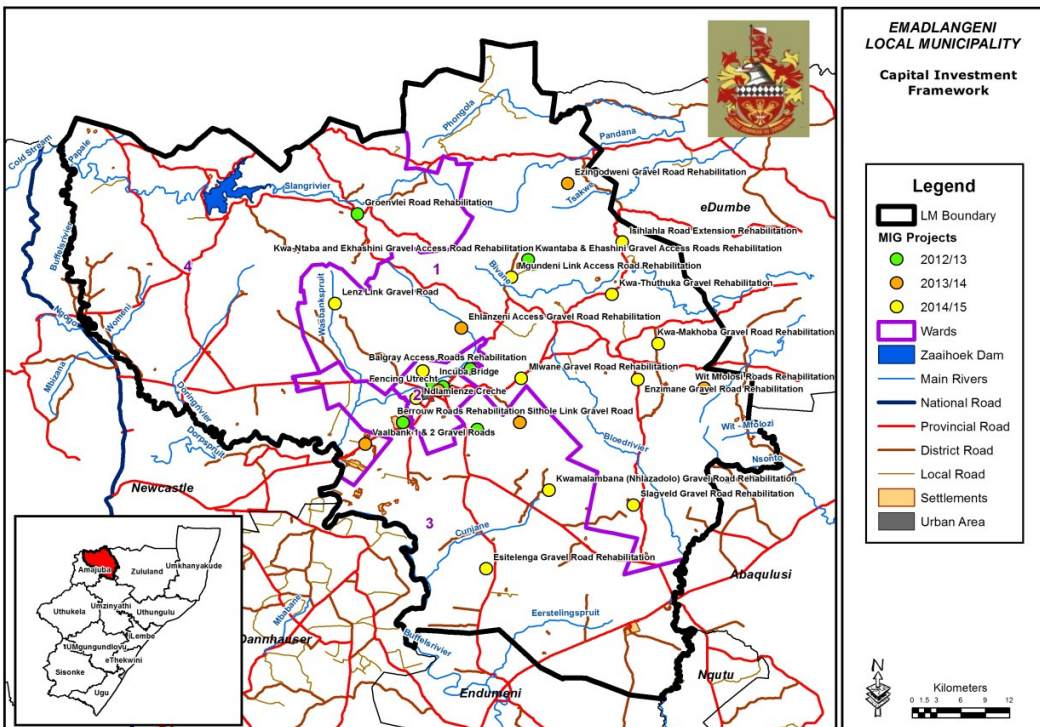 Phongola
Pandana
Cold Stream
Papale
Ezingodweni Gravel Road Rehabilitation
Tsakwe
Slangrivier
Groenvlei Road Rehabilitation
eDumbe
Isihlahla Road Extension Rehabilitation
Buffelsrivier
Kwa-Ntaba and Ekhashini Gravel Access Road Rehabilitation
Kwantaba & Ehashini Gravel Access Roads Rehabilitation
4
1
Bivane
Mgundeni Link Access Road Rehabilitation
Kwa-Thuthuka Gravel Rehabilitation
Wasbankspruit
Lenz Link Gravel Road
Ngogo
Womeni
Ehlanzeni Access Gravel Road Rehabilitation
Kwa-Makhoba Gravel Road Rehabilitation
Mbizana
Baigray Access Roads Rehabilitation
Incuba Bridge
Mlwane Gravel Road Rehabilitation
Wit Mfolosi Roads Rehabilitation
Fencing Utrecht
2
Ndlamlenze Creche
Enzimane Gravel Road Rehabilitation
Doringrivier
Berrouw Roads Rehabilitation
Sithole Link Gravel Road
Vaalbank 1 & 2 Gravel Roads
Wit - Mfolozi
Bloedrivier
Dorpspruit
Nsonto
Newcastle
Kwamalambana (Nhlazadolo) Gravel Road Rehabilitation
Slagveld Gravel Road Rehabilitation
3
Cunjane
Esitelenga Gravel Road Rehabilitation
Abaqulusi
Mbabane
Eerstelingspruit
Dannhauser
Buffelsrivier
Nqutu
Endumeni
Amajuba
Zululand
Umkhanyakude
Uthukela
Umzinyathi
Uthungulu
iLembe
UMgungundlovu
eThekwini
Sisonke
Ugu
EMADLANGENI
LOCAL MUNICIPALITY
Capital Investment
Framework
Legend
LM Boundary
MIG Projects
2012/13
2013/14
2014/15
Wards
Zaaihoek Dam
Main Rivers
National Road
Provincial Road
District Road
Local Road
Settlements
Urban Area
N
Kilometers
0 1.5 3 6 9 12